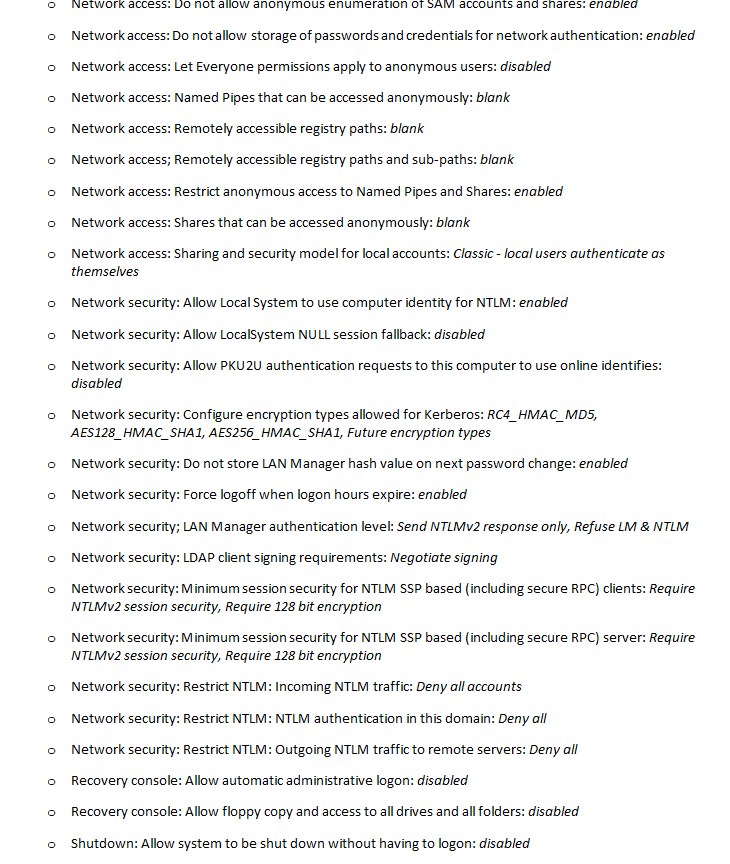 o Network access: Do not allow anonymous enumeration of SAM accounts and shares: enabled
o Network access: Do not allow storage of passwords and credentials for network authentication: enabled
o Network access: Let Everyone permissions apply to anonymous users: disabled
o Network access: Named Pipes that can be accessed anonymously: blank
o Network access: Remotely accessible registry paths: blank
o Network access; Remotely accessible registry paths and sub-paths: blank
o Network access: Restrict anonymous access to Named Pipes and Shares: enabled
o Network access: Shares that can be accessed anonymously: blank
o Network access: Sharing and security model for local accounts: Classic - local users authenticate as
themselves
o Network security: Allow Local System to use computer identity for NTLM: enabled
o Network security: Allow LocalSystem NULL session fallback: disabled
o Network security: Allow PKU2U authentication requests to this computer to use online identifies:
disabled
o Network security: Configure encryption types allowed for Kerberos: RC4_HMAC_MD5,
AES128_HMAC_SHA1, AES256_HMAC_SHA1, Future encryption types
o Network security: Do not store LAN Manager hash value on next password change: enabled
o Network security: Force logoff when logon hours expire: enabled
o Network security; LAN Manager authentication level: Send NTLMv2 response only, Refuse LM & NTLM
o Network security: LDAP client signing requirements: Negotiate signing
o Network security: Minimum session security for NTLM SSP based (including secure RPC) clients: Require
NTLMv2 session security, Require 128 bit encryption
o Network security: Minimum session security for NTLM SSP based (including secure RPC) server: Require
NTLMv2 session security, Require 128 bit encryption
o Network security: Restrict NTLM: Incoming NTLM traffic: Deny all accounts
o Network security: Restrict NTLM: NTLM authentication in this domain: Deny all
o Network security: Restrict NTLM: Outgoing NTLM traffic to remote servers: Deny all
o Recovery console: Allow automatic administrative logon: disabled
o Recovery console: Allow floppy copy and access to all drives and all folders: disabled
o Shutdown: Allow system to be shut down without having to logon: disabled